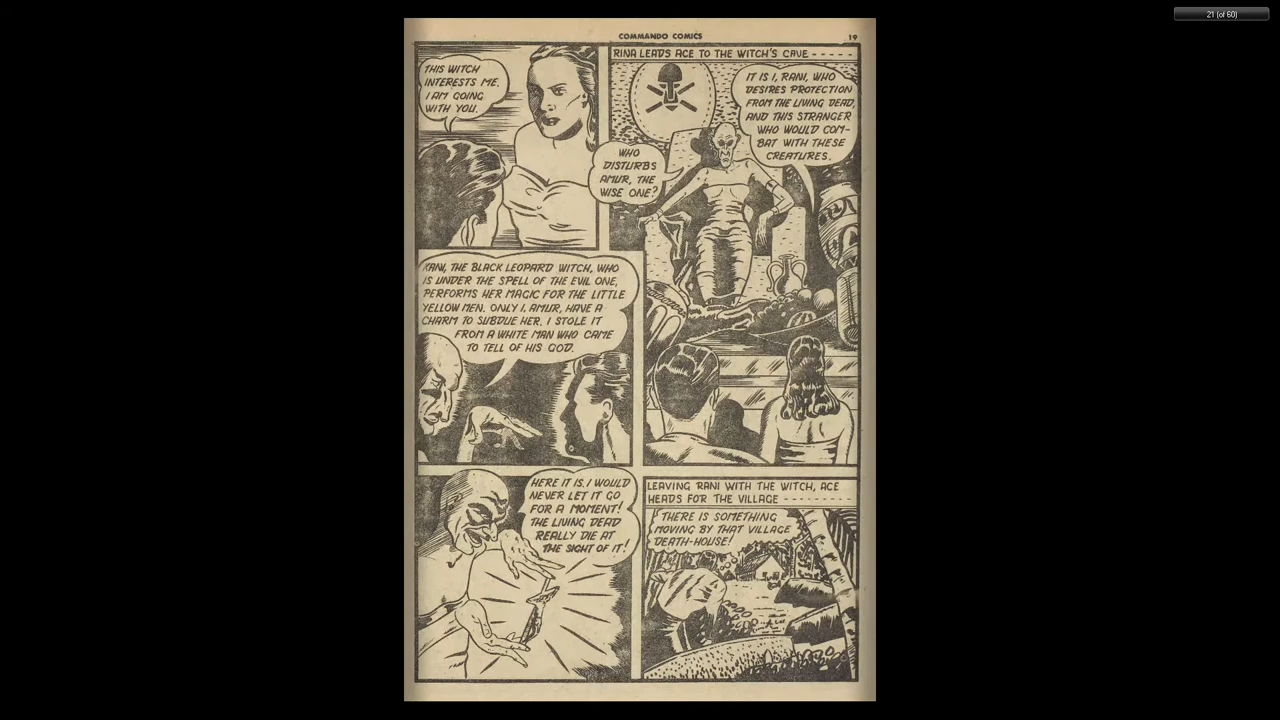 21 (of 60)
COMMANDO COMICS
19
THIS WITCH
INTERESTS ME.
I AM GOING
WITH YOU.
RINA LEADS ACE TO THE WITCH'S CAVE -----
WHO
DISTURBS
AMUR, THE
WISE ONE?
IT IS I, RANI, WHO
DESIRES PROTECTION
FROM THE LIVING DEAD,
AND THIS STRANGER
WHO WOULD COM-
BAT WITH THESE
CREATURES.
KANI, THE BLACK LEOPARD WITCH, WHO
IS UNDER THE SPELL OF THE EVIL ONE,
PERFORMS HER MAGIC FOR THE LITTLE
YELLOW MEN. ONLY I, AMUR, HAVE A
CHARM TO SUBDUE HER. I STOLE IT
FROM A WHITE MAN WHO CAME
TO TELL OF HIS GOD.
HERE IT IS. I WOULD
NEVER LET IT GO
FOR A MOMENT!
THE LIVING DEAD
REALLY DIE AT
THE SIGHT OF IT!
LEAVING RANI WITH THE WITCH, ACE
HEADS FOR THE VILLAGE --------
THERE IS SOMETHING
MOVING BY THAT VILLAGE
DEATH-HOUSE!